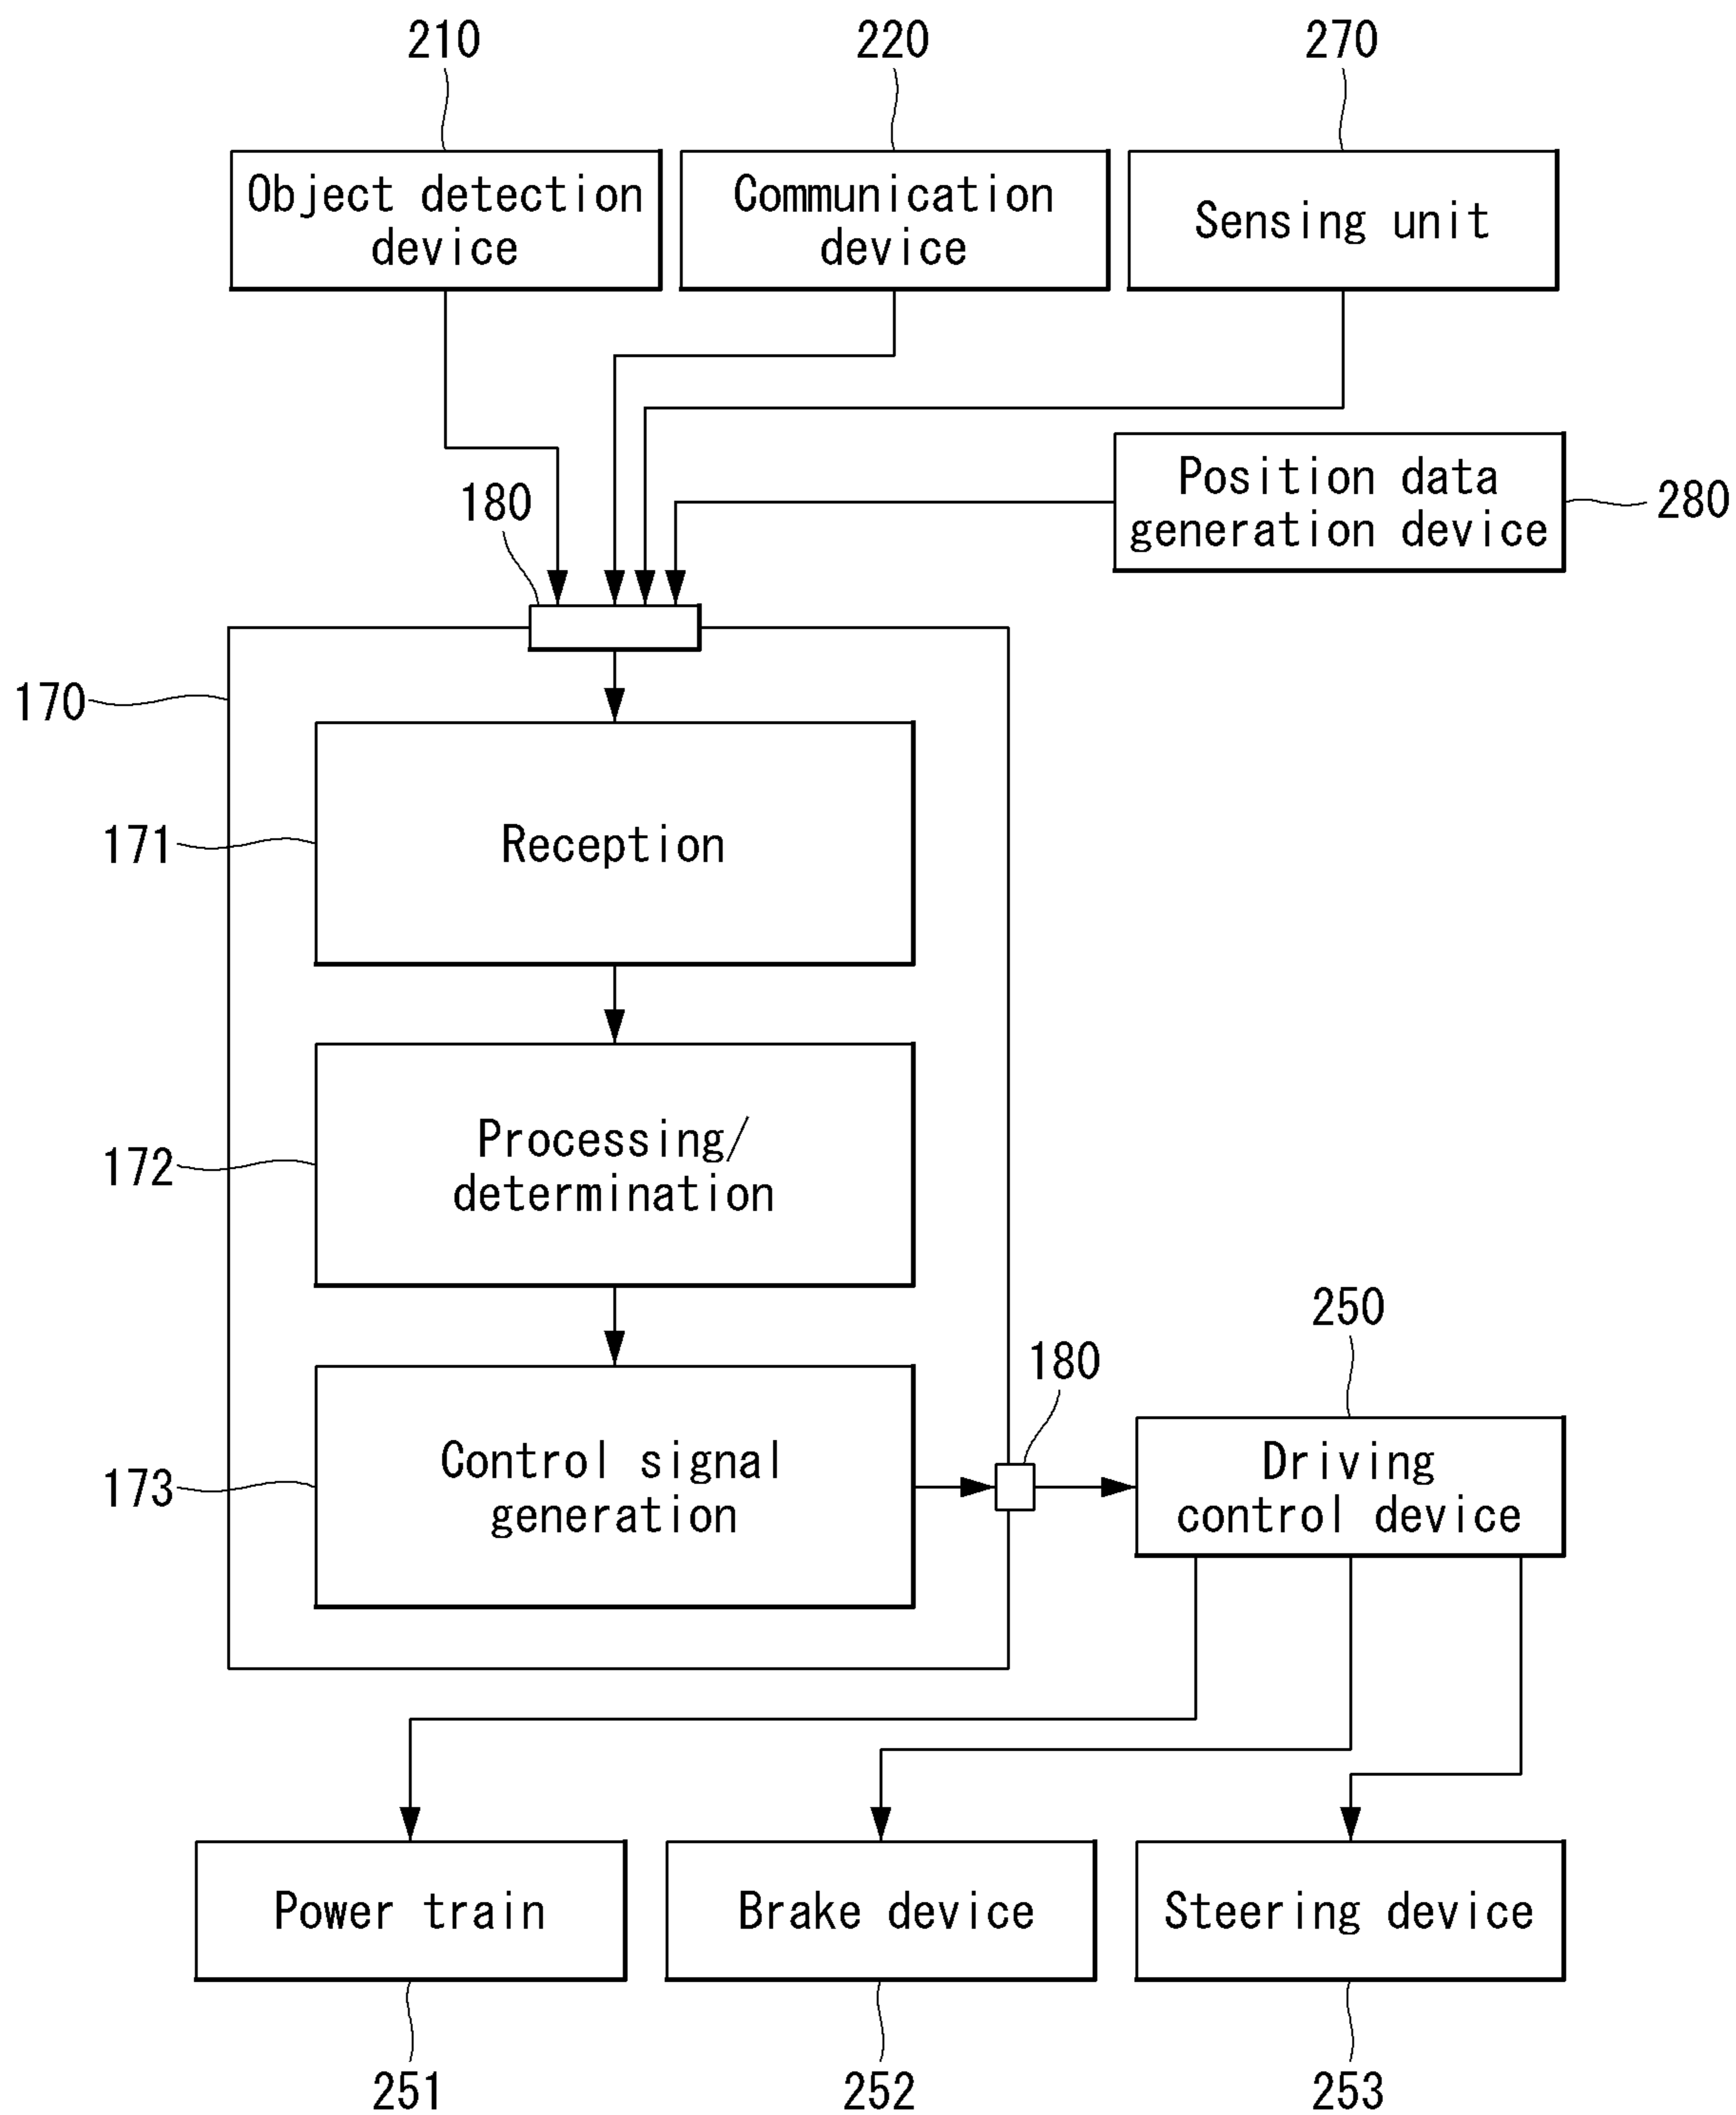 210
220
270
Object detection
device
Communication
device
Sensing unit
Position data
generation device
280
180
170
171
Reception
172
Processing/
determination
173
Control signal
generation
180
250
Driving
control device
Power train
Brake device
Steering device
251
252
253